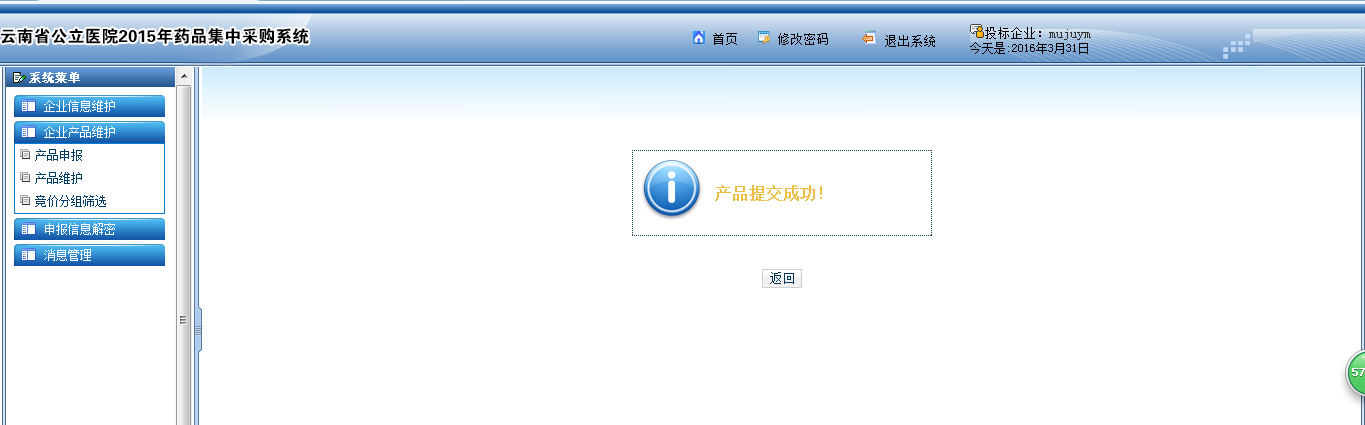 云南省公立医院2015年药品集中采购系统
首页 修改密码 退出系统 投标企业：mujuym
今天是:2016年3月31日
系统菜单
企业信息维护
企业产品维护
产品申报
产品维护
竞价分组筛选
申报信息解密
消息管理
产品提交成功！
返回
57